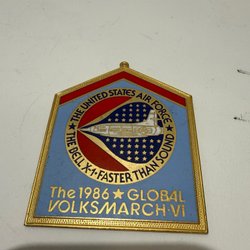 THE UNITED STATES AIR FORCE
★ THE BELL X-1 • FASTER THAN SOUND ★
The 1986 ★ GLOBAL
VOLKSMARCH • VI